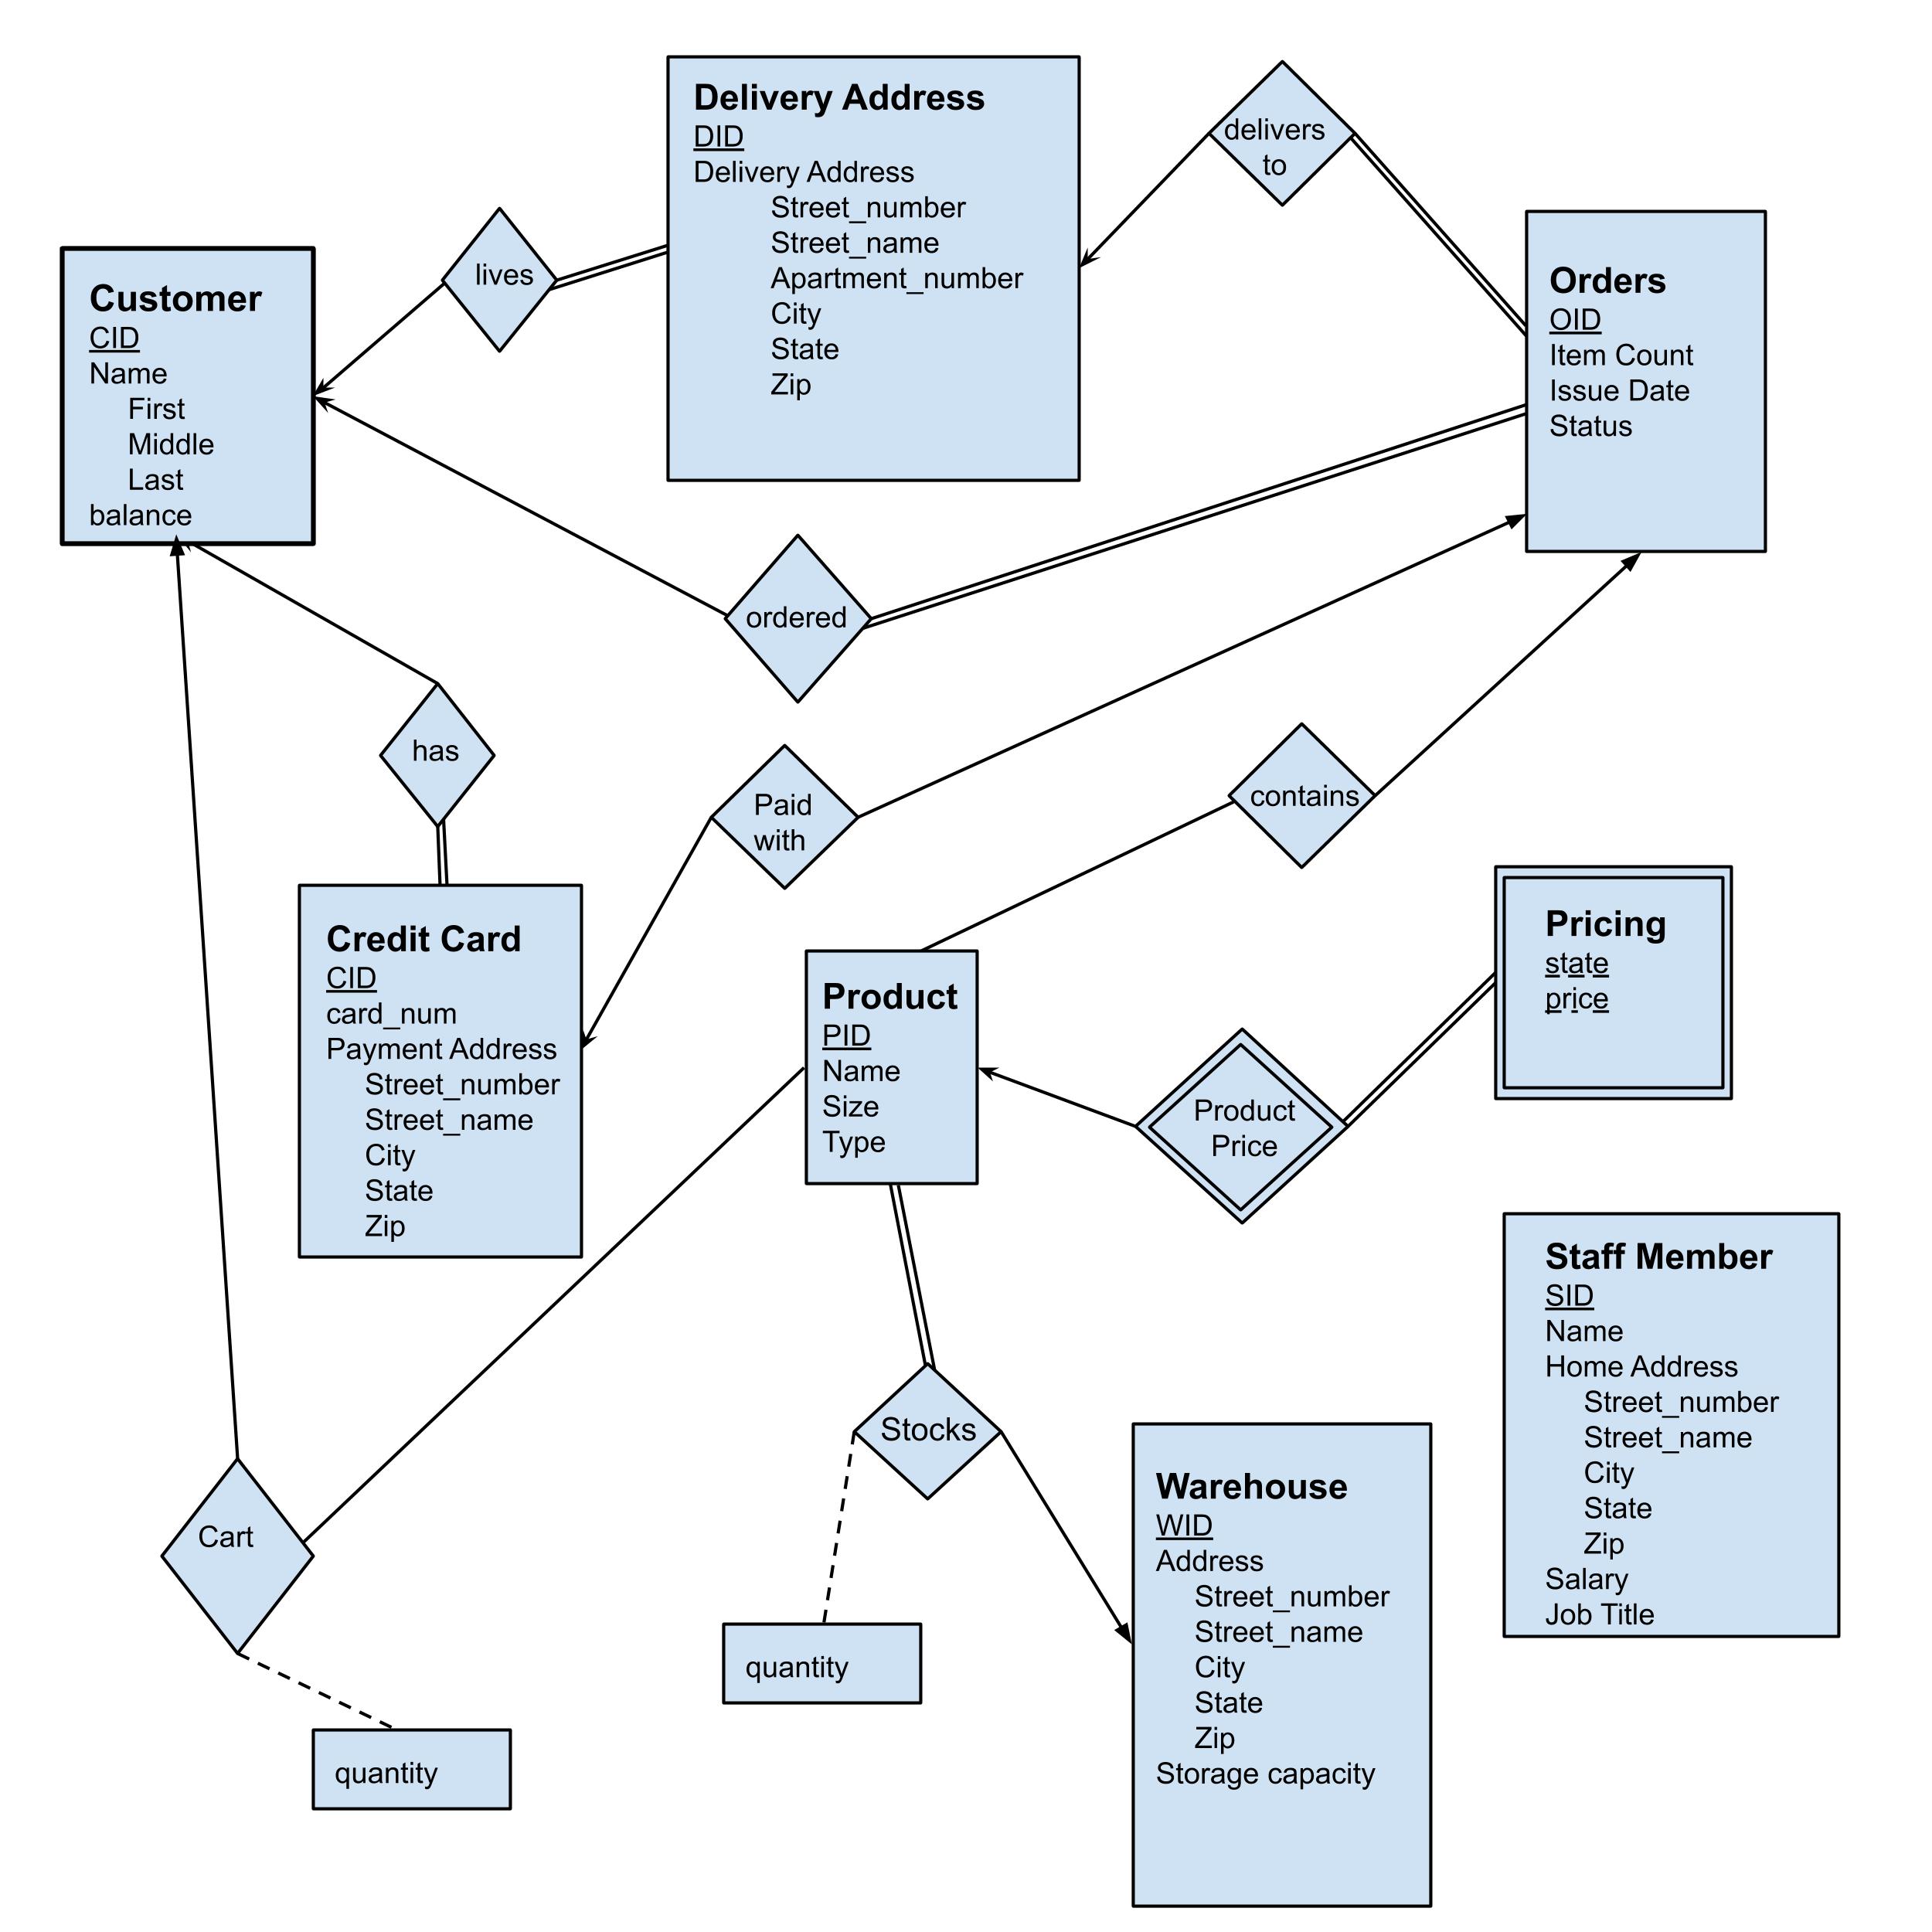 Delivery Address
DID
Delivery Address
Street_number
Street_name
Apartment_number
City
State
Zip
delivers
to
lives
Customer
CID
Name
First
Middle
Last
balance
Orders
OID
Item Count
Issue Date
Status
ordered
has
Paid
with
contains
Credit Card
CID
card_num
Payment Address
Street_number
Street_name
City
State
Zip
Product
PID
Name
Size
Type
Pricing
state
price
Product
Price
Staff Member
SID
Name
Home Address
Street_number
Street_name
City
State
Zip
Salary
Job Title
Stocks
Cart
Warehouse
WID
Address
Street_number
Street_name
City
State
Zip
Storage capacity
quantity
quantity